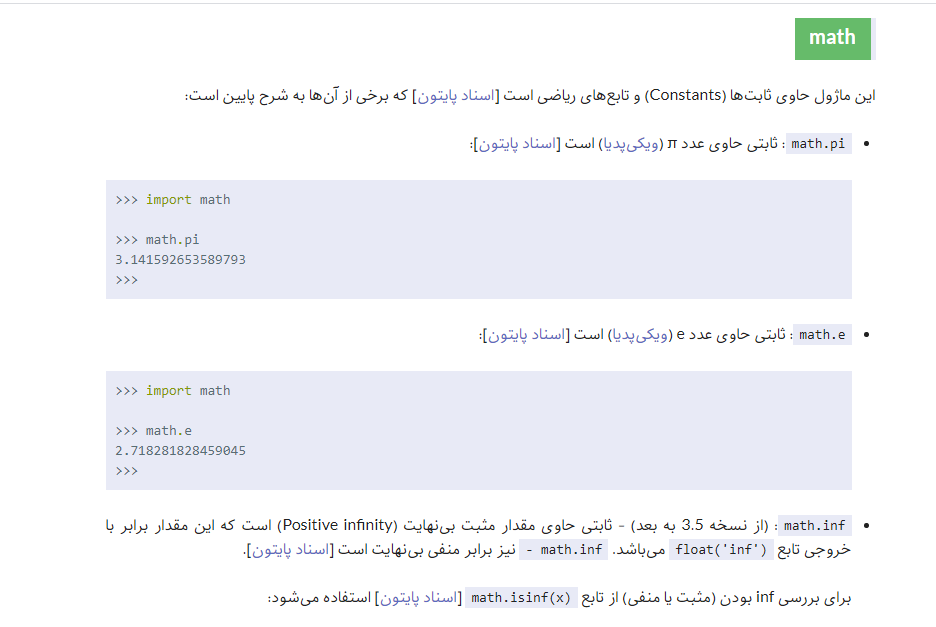 math
این ماژول حاوی ثابت‌ها (Constants) و تابع‌های ریاضی است [اسناد پایتون] که برخی از آن‌ها به شرح پایین است:
• math.pi : ثابتی حاوی عدد π (ویکی‌پدیا) است [اسناد پایتون]:
>>> import math
>>> math.pi
3.141592653589793
>>>
• math.e : ثابتی حاوی عدد e (ویکی‌پدیا) است [اسناد پایتون]:
>>> import math
>>> math.e
2.718281828459045
>>>
• math.inf : (از نسخه 3.5 به بعد) - ثابتی حاوی مقدار مثبت بی‌نهایت (Positive infinity) است که این مقدار برابر با
خروجی تابع float('inf') می‌باشد. - math.inf نیز برابر منفی بی‌نهایت است [اسناد پایتون].
برای بررسی inf بودن (مثبت یا منفی) از تابع math.isinf(x) [اسناد پایتون] استفاده می‌شود: